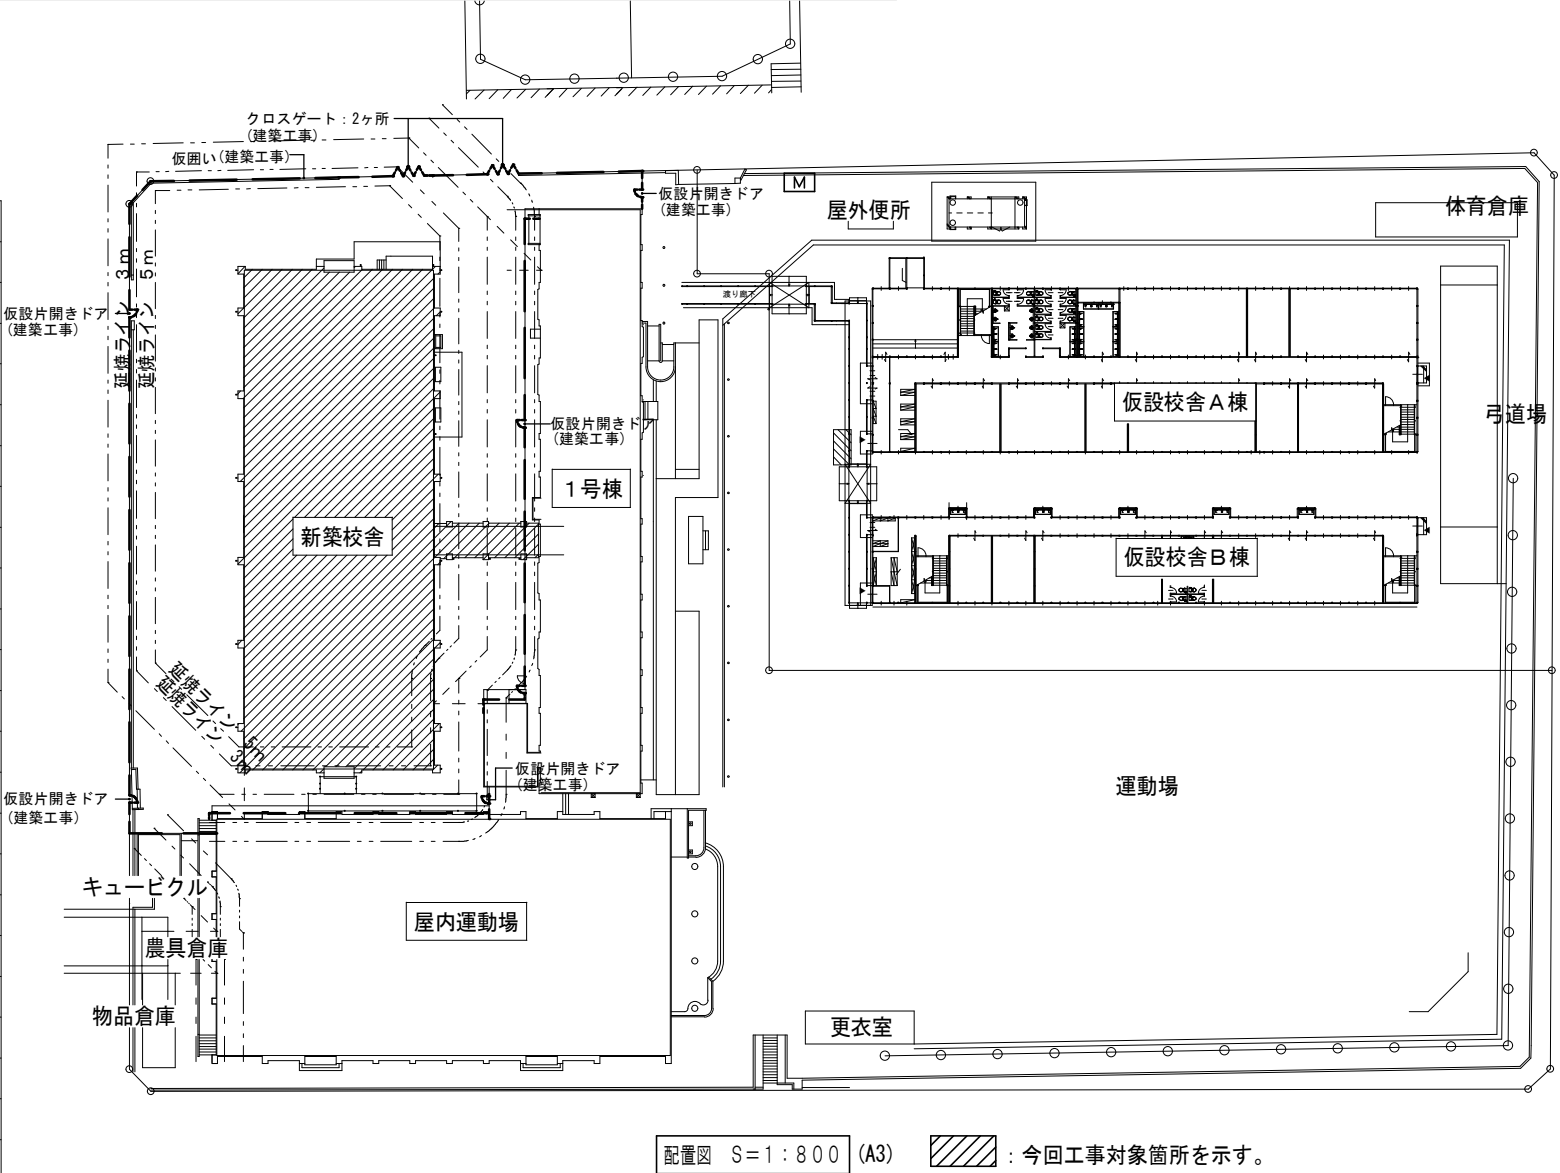 クロスゲート：2ヶ所
(建築工事)
仮囲い(建築工事)
仮設片開きドア
(建築工事)
M
屋外便所
体育倉庫
延焼ライン 3m
延焼ライン 5m
仮設片開きドア
(建築工事)
渡り廊下
仮設校舎Ａ棟
弓道場
仮設片開きドア
(建築工事)
１号棟
新築校舎
仮設校舎Ｂ棟
延焼ライン 5m
延焼ライン 3m
仮設片開きドア
(建築工事)
仮設片開きドア
(建築工事)
運動場
キュービクル
屋内運動場
農具倉庫
物品倉庫
更衣室
配置図 Ｓ=１：８００ (A3)
：今回工事対象箇所を示す。